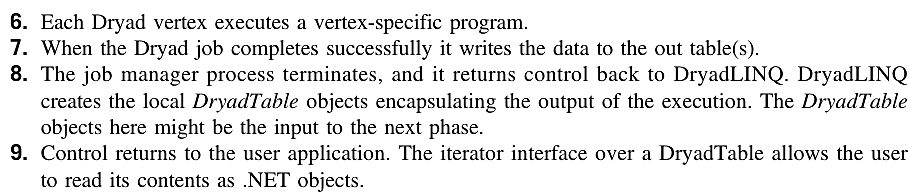 6. Each Dryad vertex executes a vertex-specific program.
7. When the Dryad job completes successfully it writes the data to the out table(s).
8. The job manager process terminates, and it returns control back to DryadLINQ. DryadLINQ
creates the local DryadTable objects encapsulating the output of the execution. The DryadTable
objects here might be the input to the next phase.
9. Control returns to the user application. The iterator interface over a DryadTable allows the user
to read its contents as .NET objects.